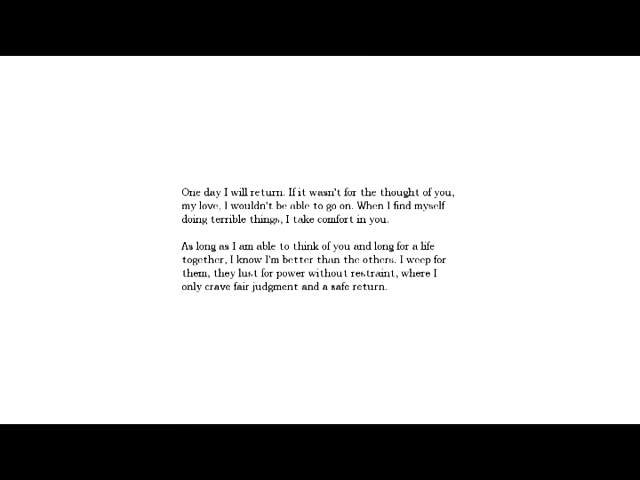 One day I will return. If it wasn't for the thought of you,
my love, I wouldn't be able to go on. When I find myself
doing terrible things, I take comfort in you.
As long as I am able to think of you and long for a life
together, I know I'm better than the others. I weep for
them, they lust for power without restraint, where I
only crave fair judgment and a safe return.